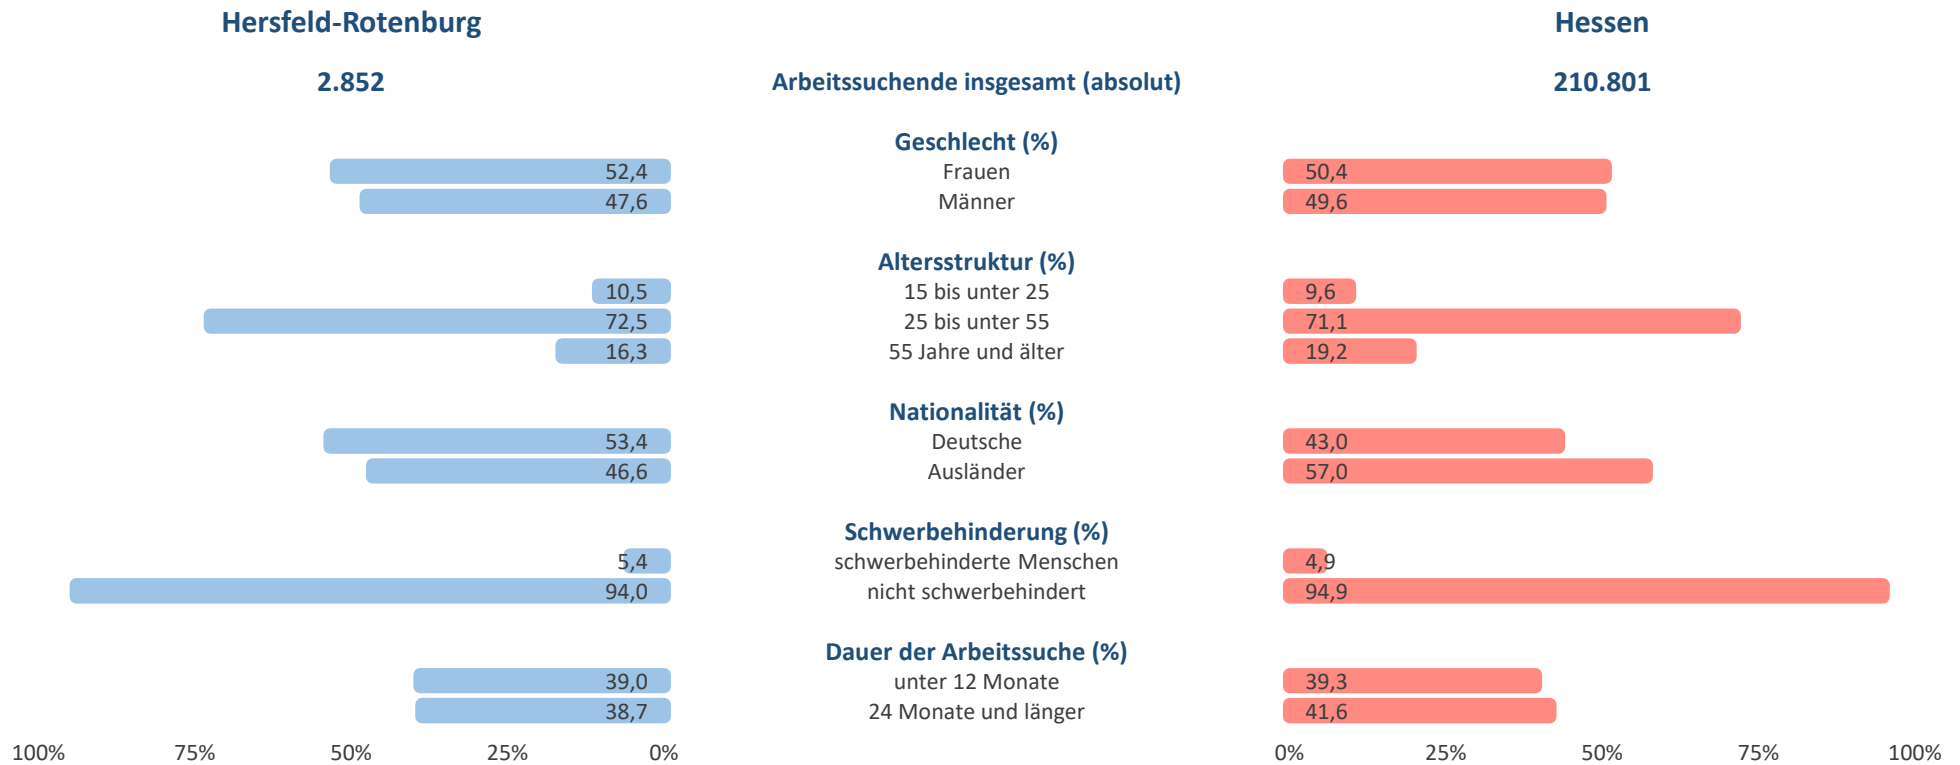 Hersfeld-Rotenburg Hessen
2.852 Arbeitssuchende insgesamt (absolut) 210.801
Geschlecht (%)
52,4 Frauen 50,4
47,6 Männer 49,6
Altersstruktur (%)
10,5 15 bis unter 25 9,6
72,5 25 bis unter 55 71,1
16,3 55 Jahre und älter 19,2
Nationalität (%)
53,4 Deutsche 43,0
46,6 Ausländer 57,0
Schwerbehinderung (%)
5,4 schwerbehinderte Menschen 4,9
94,0 nicht schwerbehindert 94,9
Dauer der Arbeitssuche (%)
39,0 unter 12 Monate 39,3
38,7 24 Monate und länger 41,6
100% 75% 50% 25% 0% 0% 25% 50% 75% 100%